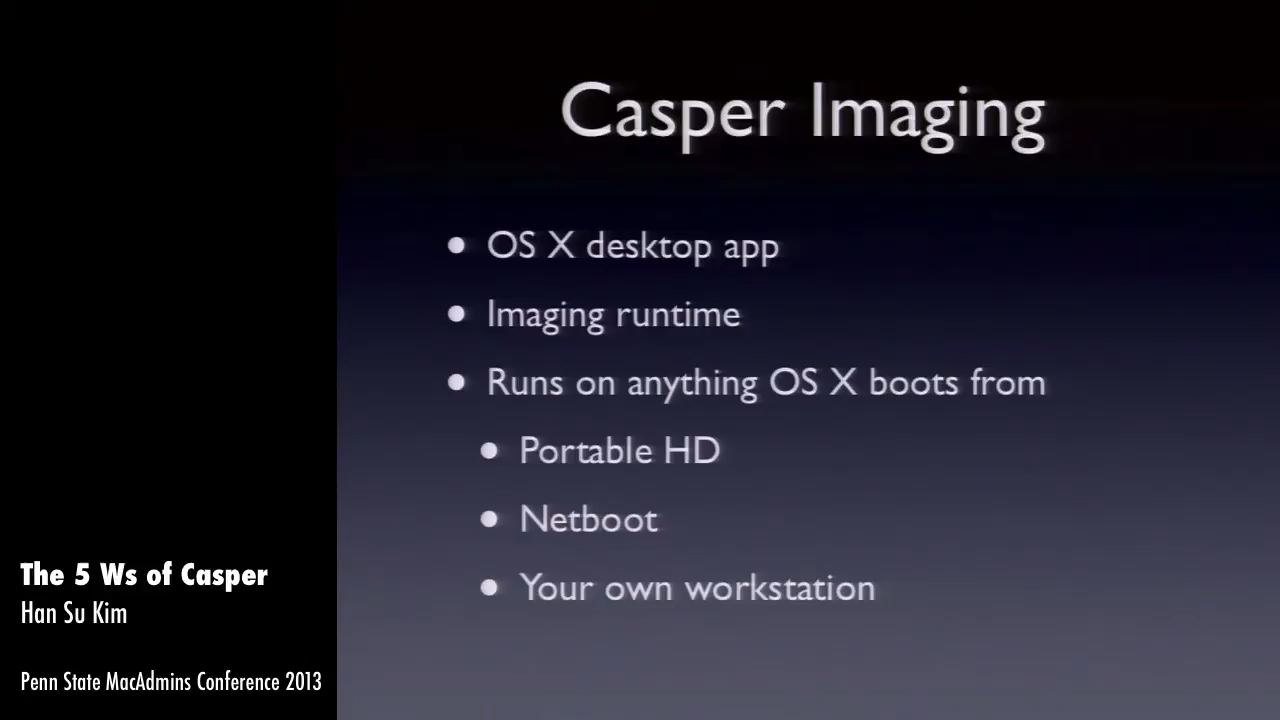 Casper Imaging
• OS X desktop app
• Imaging runtime
• Runs on anything OS X boots from
• Portable HD
• Netboot
• Your own workstation
The 5 Ws of Casper
Han Su Kim
Penn State MacAdmins Conference 2013